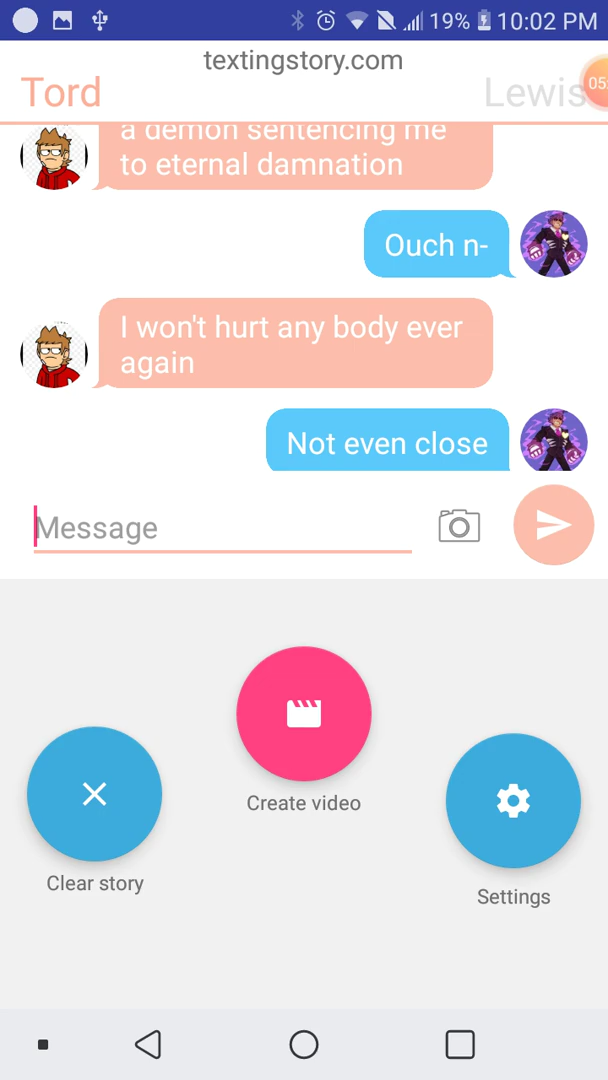 19% 10:02 PM
textingstory.com
Tord Lewis
05:
a demon sentencing me
to eternal damnation
Ouch n-
I won't hurt any body ever
again
Not even close
Message
Create video
Clear story
Settings